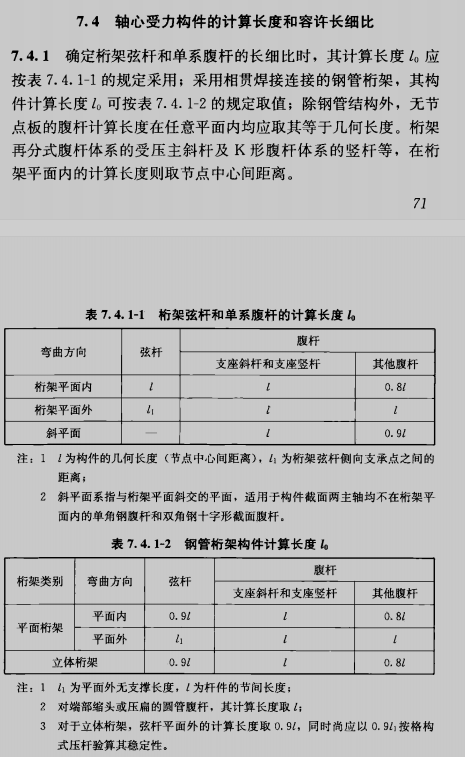 7.4 轴心受力构件的计算长度和容许长细比
7.4.1 确定桁架弦杆和单系腹杆的长细比时，其计算长度 l₀ 应
按表 7.4.1-1 的规定采用；采用相贯焊接连接的钢管桁架，其构
件计算长度 l₀ 可按表 7.4.1-2 的规定取值；除钢管结构外，无节
点板的腹杆计算长度在任意平面内均应取其等于几何长度。桁架
再分式腹杆体系的受压主斜杆及 K 形腹杆体系的竖杆等，在桁
架平面内的计算长度则取节点中心间距离。
71
表 7.4.1-1 桁架弦杆和单系腹杆的计算长度 l₀
弯曲方向 弦杆 腹杆
支座斜杆和支座竖杆 其他腹杆
桁架平面内 l l 0.8l
桁架平面外 l₁ l l
斜平面 — l 0.9l
注：1 l 为构件的几何长度（节点中心间距离），l₁ 为桁架弦杆侧向支承点之间的
距离；
2 斜平面系指与桁架平面斜交的平面，适用于构件截面两主轴均不在桁架平
面内的单角钢腹杆和双角钢十字形截面腹杆。
表 7.4.1-2 钢管桁架构件计算长度 l₀
桁架类别 弯曲方向 弦杆 腹杆
支座斜杆和支座竖杆 其他腹杆
平面桁架 平面内 0.9l l 0.8l
平面外 l₁ l l
立体桁架 0.9l l 0.8l
注：1 l₁ 为平面外无支撑长度，l 为杆件的节间长度；
2 对端部缩头或压扁的圆管腹杆，其计算长度取 l；
3 对于立体桁架，弦杆平面外的计算长度取 0.9l，同时尚应以 0.9l₁ 按格构
式压杆验算其稳定性。